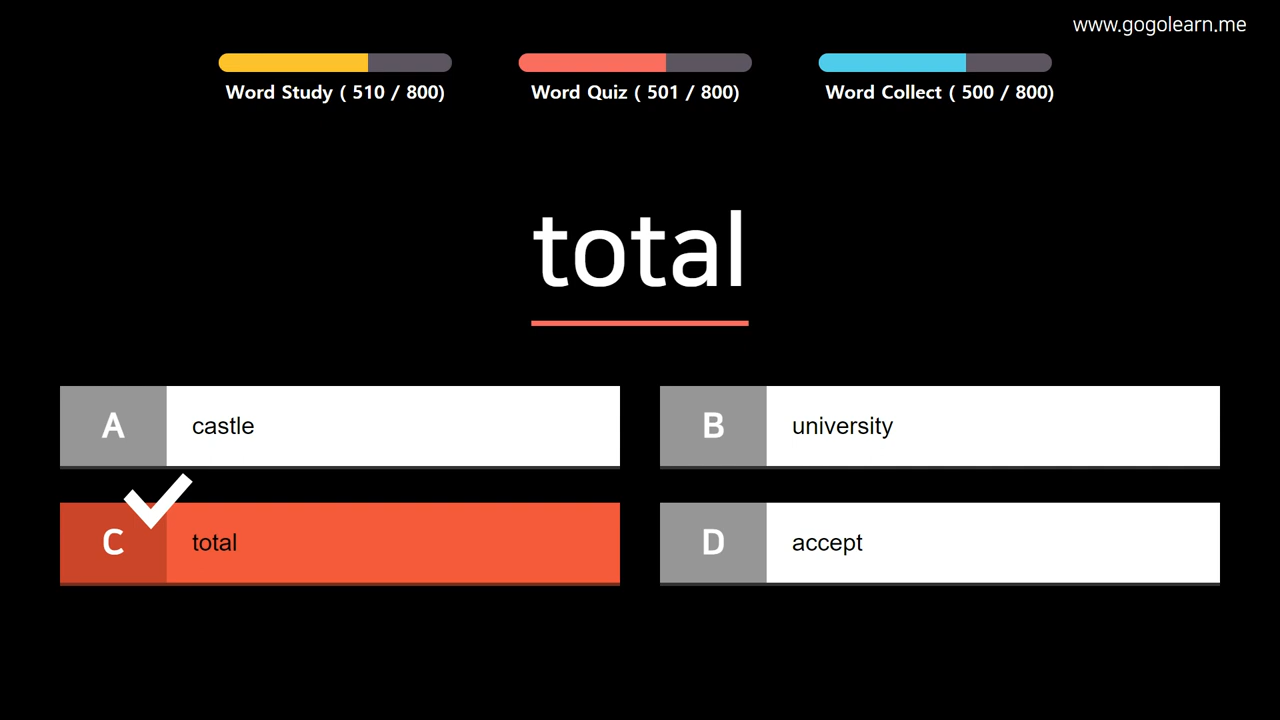 www.gogolearn.me
Word Study ( 510 / 800)
Word Quiz ( 501 / 800)
Word Collect ( 500 / 800)
total
A castle
B university
C total
D accept